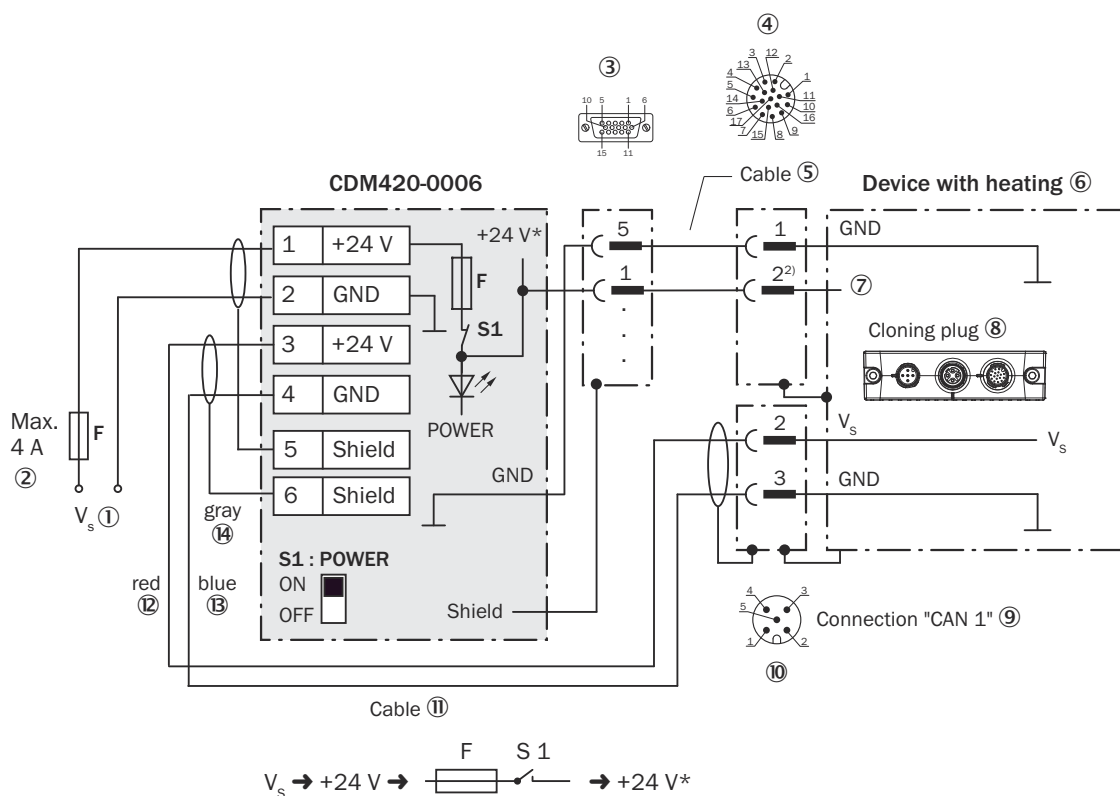 ④
3 12 2
13
4 1
5 11
14 10
6 16
17 9
7 15 8
③
10 5 1 6
15 11
Cable ⑤
CDM420-0006
Device with heating ⑥
1 +24 V
2 GND
3 +24 V
4 GND
5 Shield
6 Shield
+24 V*
F
S1
POWER
GND
Shield
S1 : POWER
ON
OFF
5
1
1
2²⁾
GND
⑦
Cloning plug ⑧
2
3
Vs
Vs
GND
Max.
4 A
②
F
Vs ①
gray
⑭
red
⑫
blue
⑬
4 3
5
1 2
Connection "CAN 1" ⑨
⑩
Cable ⑪
F S 1
Vs ➔ +24 V ➔ ➔ +24 V*